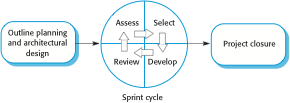 Outline planning
and architectural
design
Assess
Select
Review
Develop
Project closure
Sprint cycle